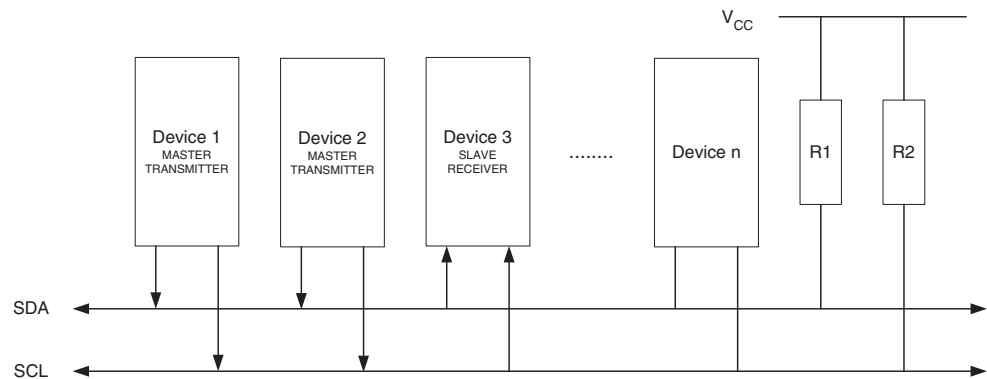 V_CC
Device 1
MASTER
TRANSMITTER
Device 2
MASTER
TRANSMITTER
Device 3
SLAVE
RECEIVER
........
Device n
R1
R2
SDA
SCL